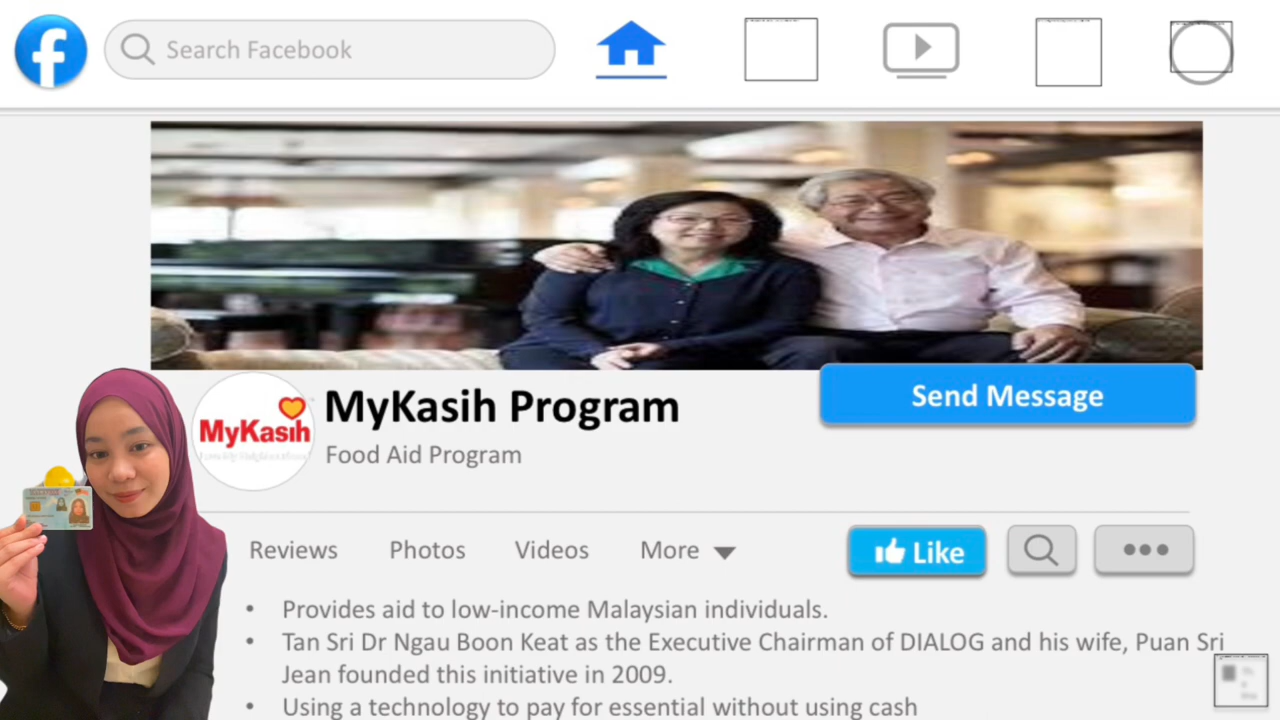 Search Facebook
MyKasih
MyKasih Program
Food Aid Program
Send Message
Reviews Photos Videos More
Like
• Provides aid to low-income Malaysian individuals.
• Tan Sri Dr Ngau Boon Keat as the Executive Chairman of DIALOG and his wife, Puan Sri
Jean founded this initiative in 2009.
• Using a technology to pay for essential without using cash